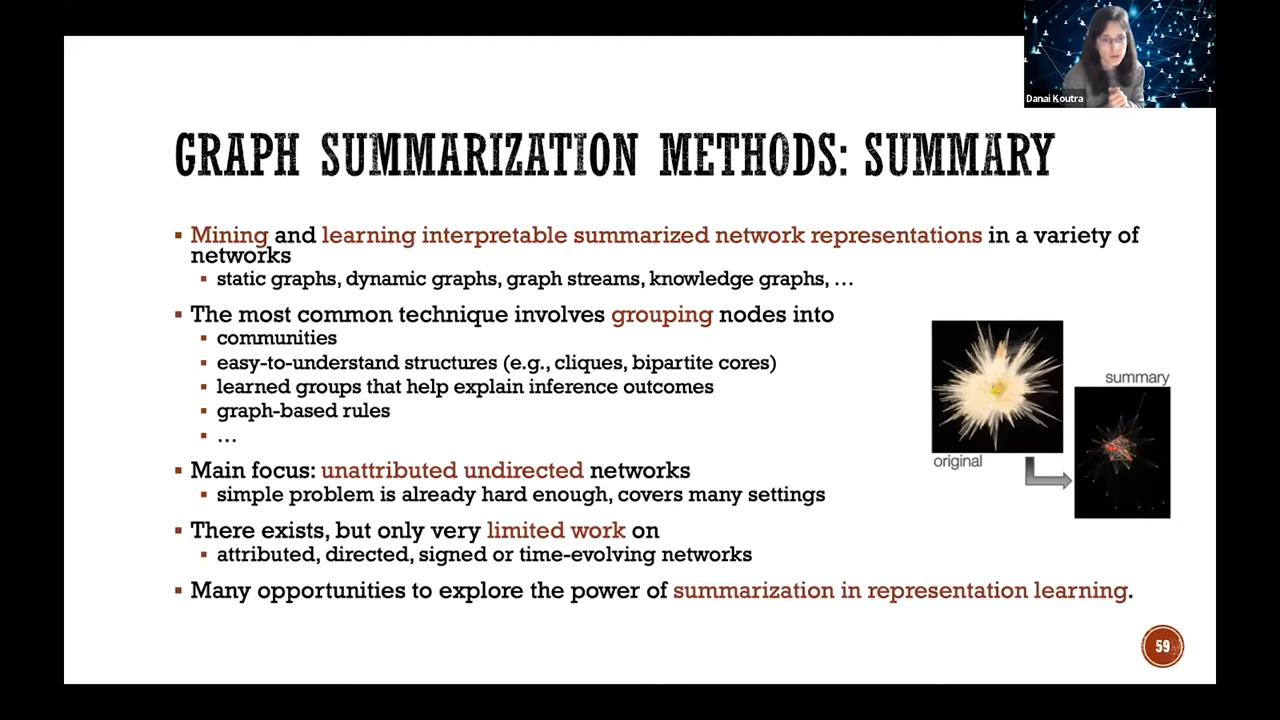 Danai Koutra
GRAPH SUMMARIZATION METHODS: SUMMARY
▪ Mining and learning interpretable summarized network representations in a variety of
networks
▪ static graphs, dynamic graphs, graph streams, knowledge graphs, …
▪ The most common technique involves grouping nodes into
▪ communities
▪ easy-to-understand structures (e.g., cliques, bipartite cores)
▪ learned groups that help explain inference outcomes
▪ graph-based rules
▪ …
▪ Main focus: unattributed undirected networks
▪ simple problem is already hard enough, covers many settings
▪ There exists, but only very limited work on
▪ attributed, directed, signed or time-evolving networks
▪ Many opportunities to explore the power of summarization in representation learning.
original
summary
59